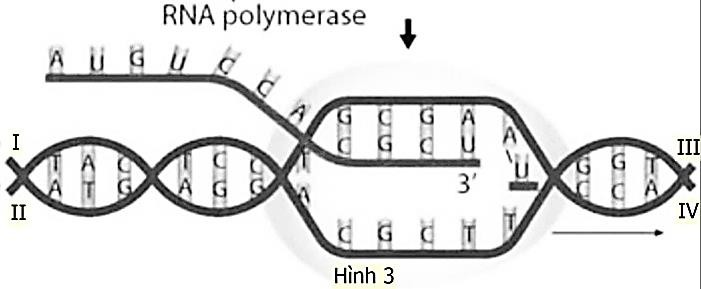 RNA polymerase
A U G U C C A
G C G A A
C G C U U
3'
I III
T A C T C C T G G T
A T G A G G A C C A
II IV
C G C T T
Hình 3